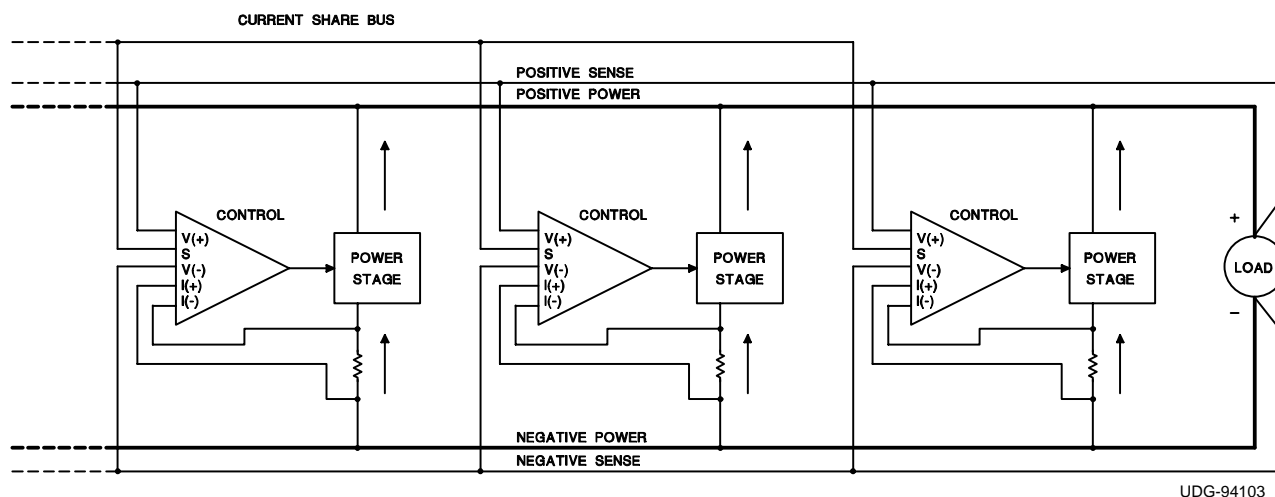 CURRENT SHARE BUS
POSITIVE SENSE
POSITIVE POWER
CONTROL
V(+)
S
V(-)
I(+)
I(-)
POWER
STAGE
CONTROL
V(+)
S
V(-)
I(+)
I(-)
POWER
STAGE
CONTROL
V(+)
S
V(-)
I(+)
I(-)
POWER
STAGE
+
LOAD
−
NEGATIVE POWER
NEGATIVE SENSE
UDG-94103